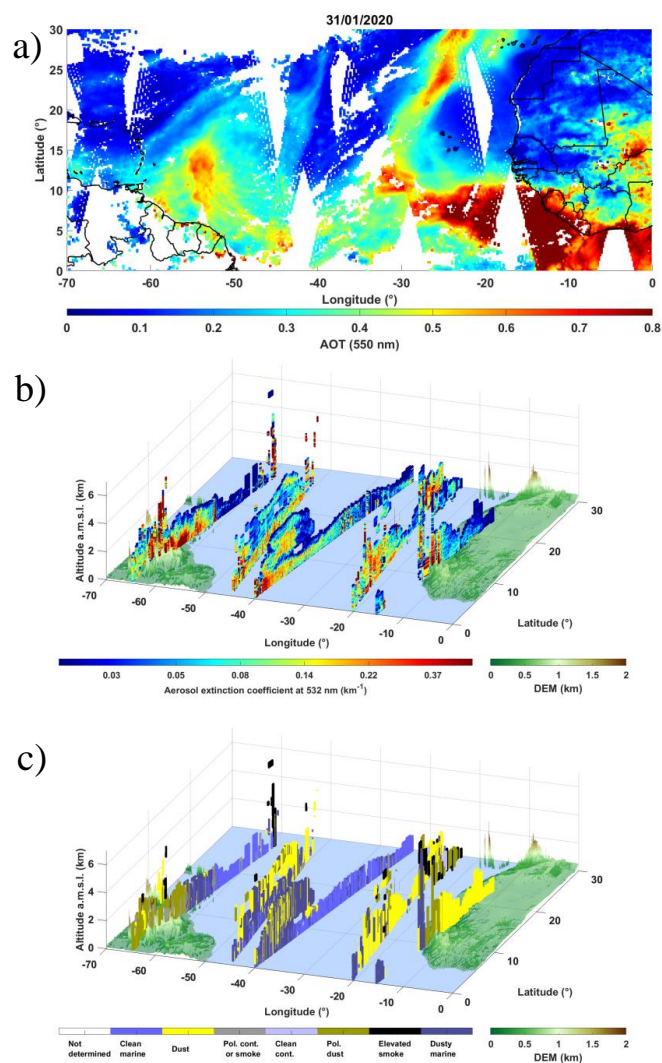 31/01/2020
a)
30
25
20
15
10
5
0
Latitude (°)
-70 -60 -50 -40 -30 -20 -10 0
Longitude (°)
0 0.1 0.2 0.3 0.4 0.5 0.6 0.7 0.8
AOT (550 nm)
b)
6
4
2
0
Altitude a.m.s.l. (km)
-70 -60 -50 -40 -30 -20 -10 0
Longitude (°)
0 10 20 30
Latitude (°)
0.03 0.05 0.08 0.14 0.22 0.37
Aerosol extinction coefficient at 532 nm (km-1)
0 0.5 1 1.5 2
DEM (km)
c)
6
4
2
0
Altitude a.m.s.l. (km)
-70 -60 -50 -40 -30 -20 -10 0
Longitude (°)
0 10 20 30
Latitude (°)
Not determined
Clean marine
Dust
Pol. cont. or smoke
Clean cont.
Pol. dust
Elevated smoke
Dusty marine
0 0.5 1 1.5 2
DEM (km)